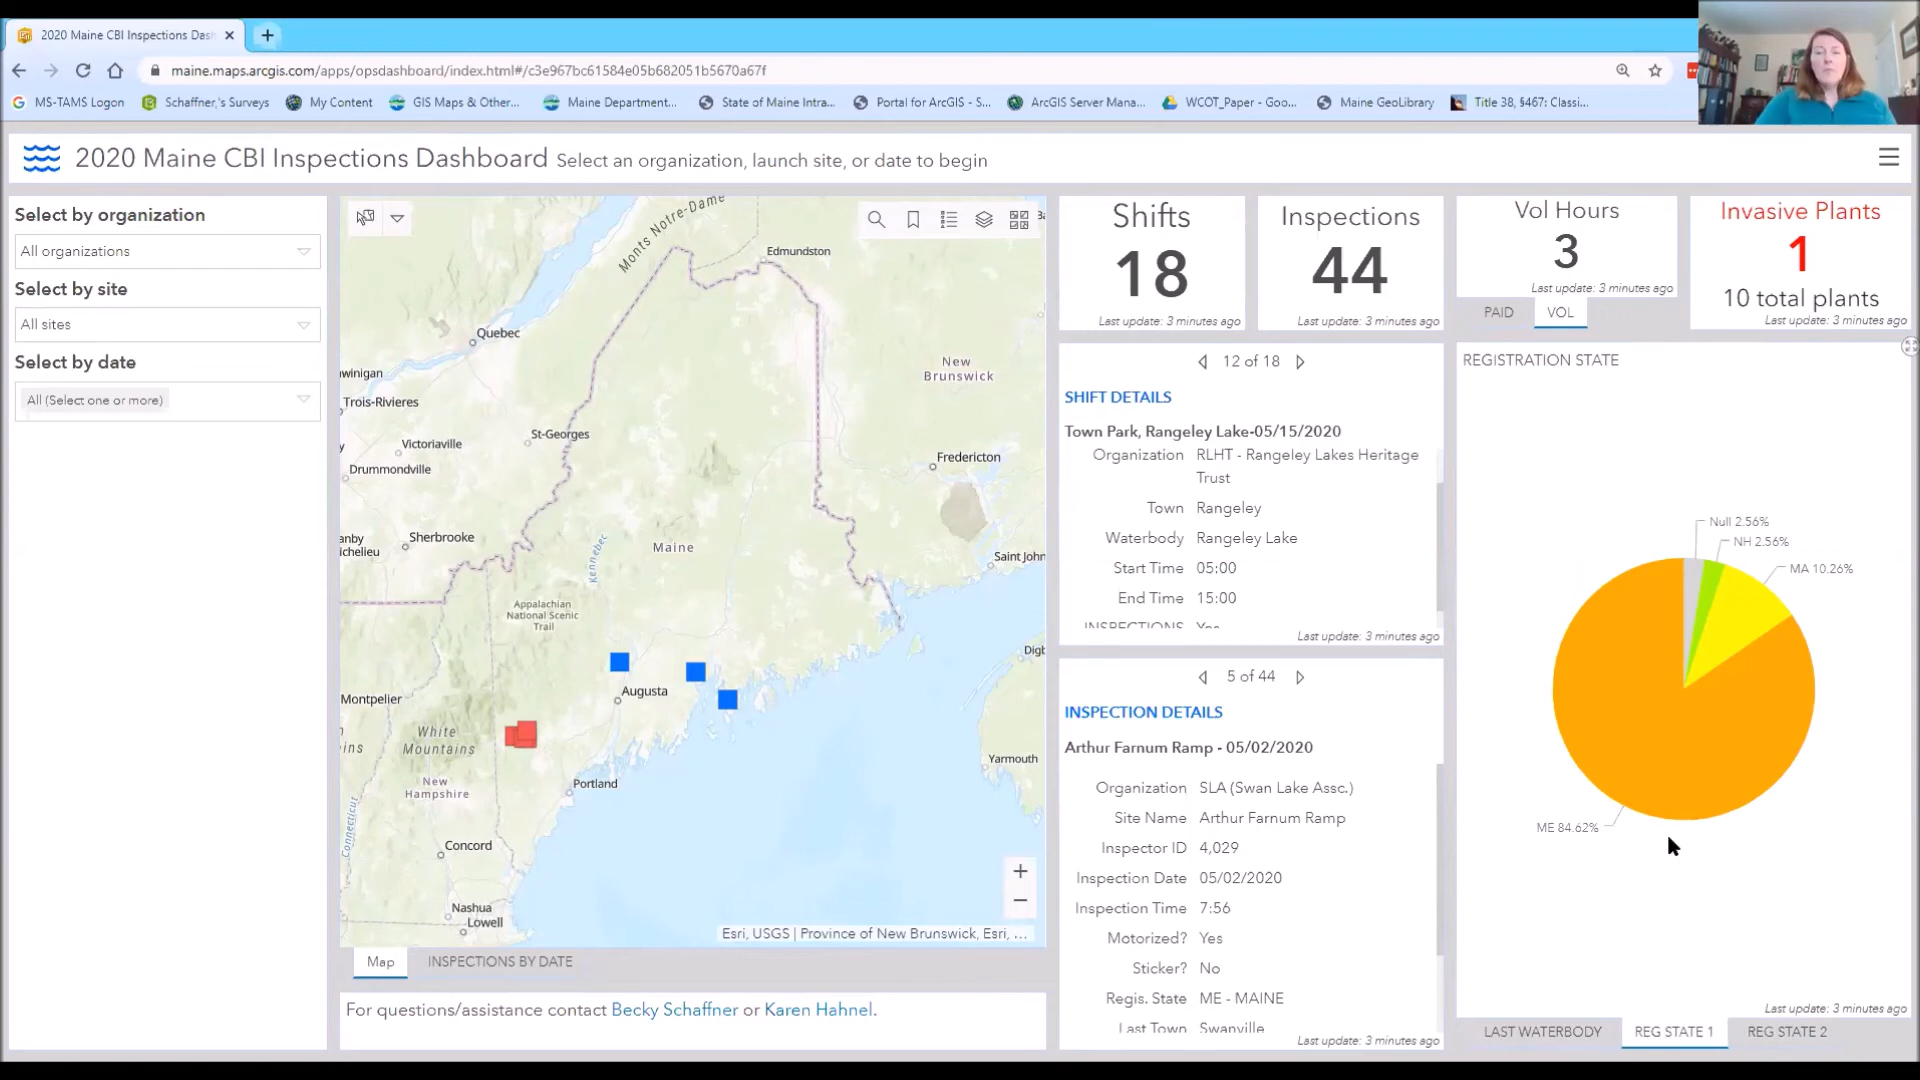 2020 Maine CBI Inspections Das
maine.maps.arcgis.com/apps/opsdashboard/index.html#/c3e967bc61584e05b682051b5670a67f
MS-TAMS Logon
Schaffner,'s Surveys
My Content
GIS Maps & Other...
Maine Department...
State of Maine Intra...
Portal for ArcGIS - S...
ArcGIS Server Mana...
WCOT_Paper - Goo...
Maine GeoLibrary
Title 38, §467: Classi...
2020 Maine CBI Inspections Dashboard Select an organization, launch site, or date to begin
Select by organization
All organizations
Select by site
All sites
Select by date
All (Select one or more)
Monts Notre-Dame
Edmundston
Quebec
New
Brunswick
awinigan
Trois-Rivieres
Victoriaville
St-Georges
Drummondville
Fredericton
Sherbrooke
anby
ichelieu
Kennebec
Maine
Saint John
Appalachian
National Scenic
Trail
Digb
Montpelier
Augusta
White
Mountains
ins
Yarmouth
New
Hampshire
Portland
Connecticut
Concord
Nashua
Lowell
+
−
Esri, USGS | Province of New Brunswick, Esri, ...
Map
INSPECTIONS BY DATE
For questions/assistance contact Becky Schaffner or Karen Hahnel.
Shifts
18
Last update: 3 minutes ago
Inspections
44
Last update: 3 minutes ago
Vol Hours
3
Last update: 3 minutes ago
PAID
VOL
Invasive Plants
1
10 total plants
Last update: 3 minutes ago
12 of 18
SHIFT DETAILS
Town Park, Rangeley Lake-05/15/2020
Organization RLHT - Rangeley Lakes Heritage
Trust
Town Rangeley
Waterbody Rangeley Lake
Start Time 05:00
End Time 15:00
INSPECTIONS Yes
Last update: 3 minutes ago
5 of 44
INSPECTION DETAILS
Arthur Farnum Ramp - 05/02/2020
Organization SLA (Swan Lake Assc.)
Site Name Arthur Farnum Ramp
Inspector ID 4,029
Inspection Date 05/02/2020
Inspection Time 7:56
Motorized? Yes
Sticker? No
Regis. State ME - MAINE
Last Town Swanville
Last update: 3 minutes ago
REGISTRATION STATE
Null 2.56%
NH 2.56%
MA 10.26%
ME 84.62%
Last update: 3 minutes ago
LAST WATERBODY
REG STATE 1
REG STATE 2